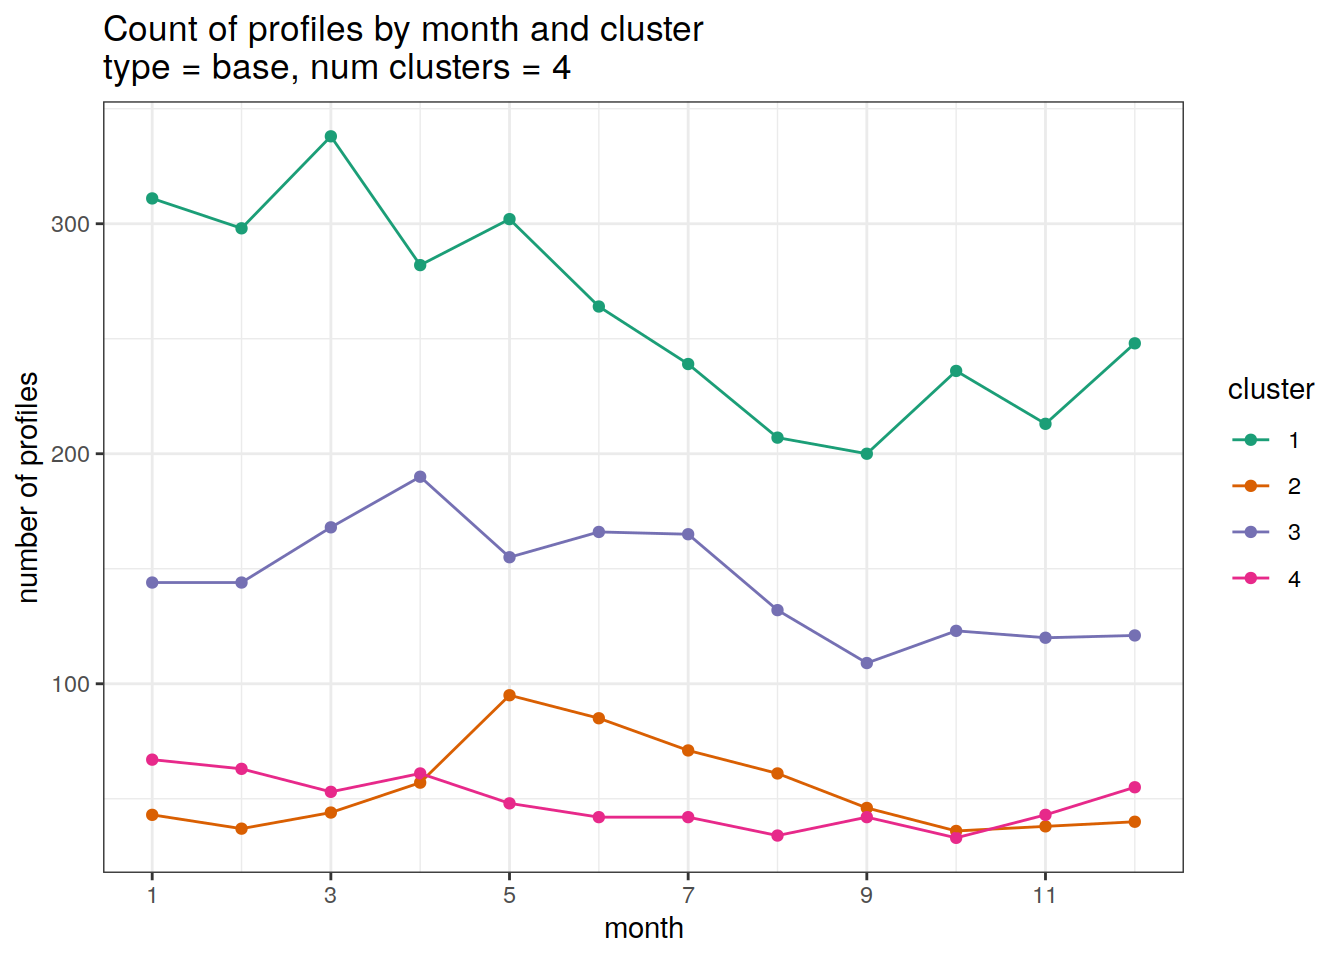 Count of profiles by month and cluster
type = base, num clusters = 4
number of profiles
300
200
100
1
3
5
7
9
11
month
cluster
1
2
3
4